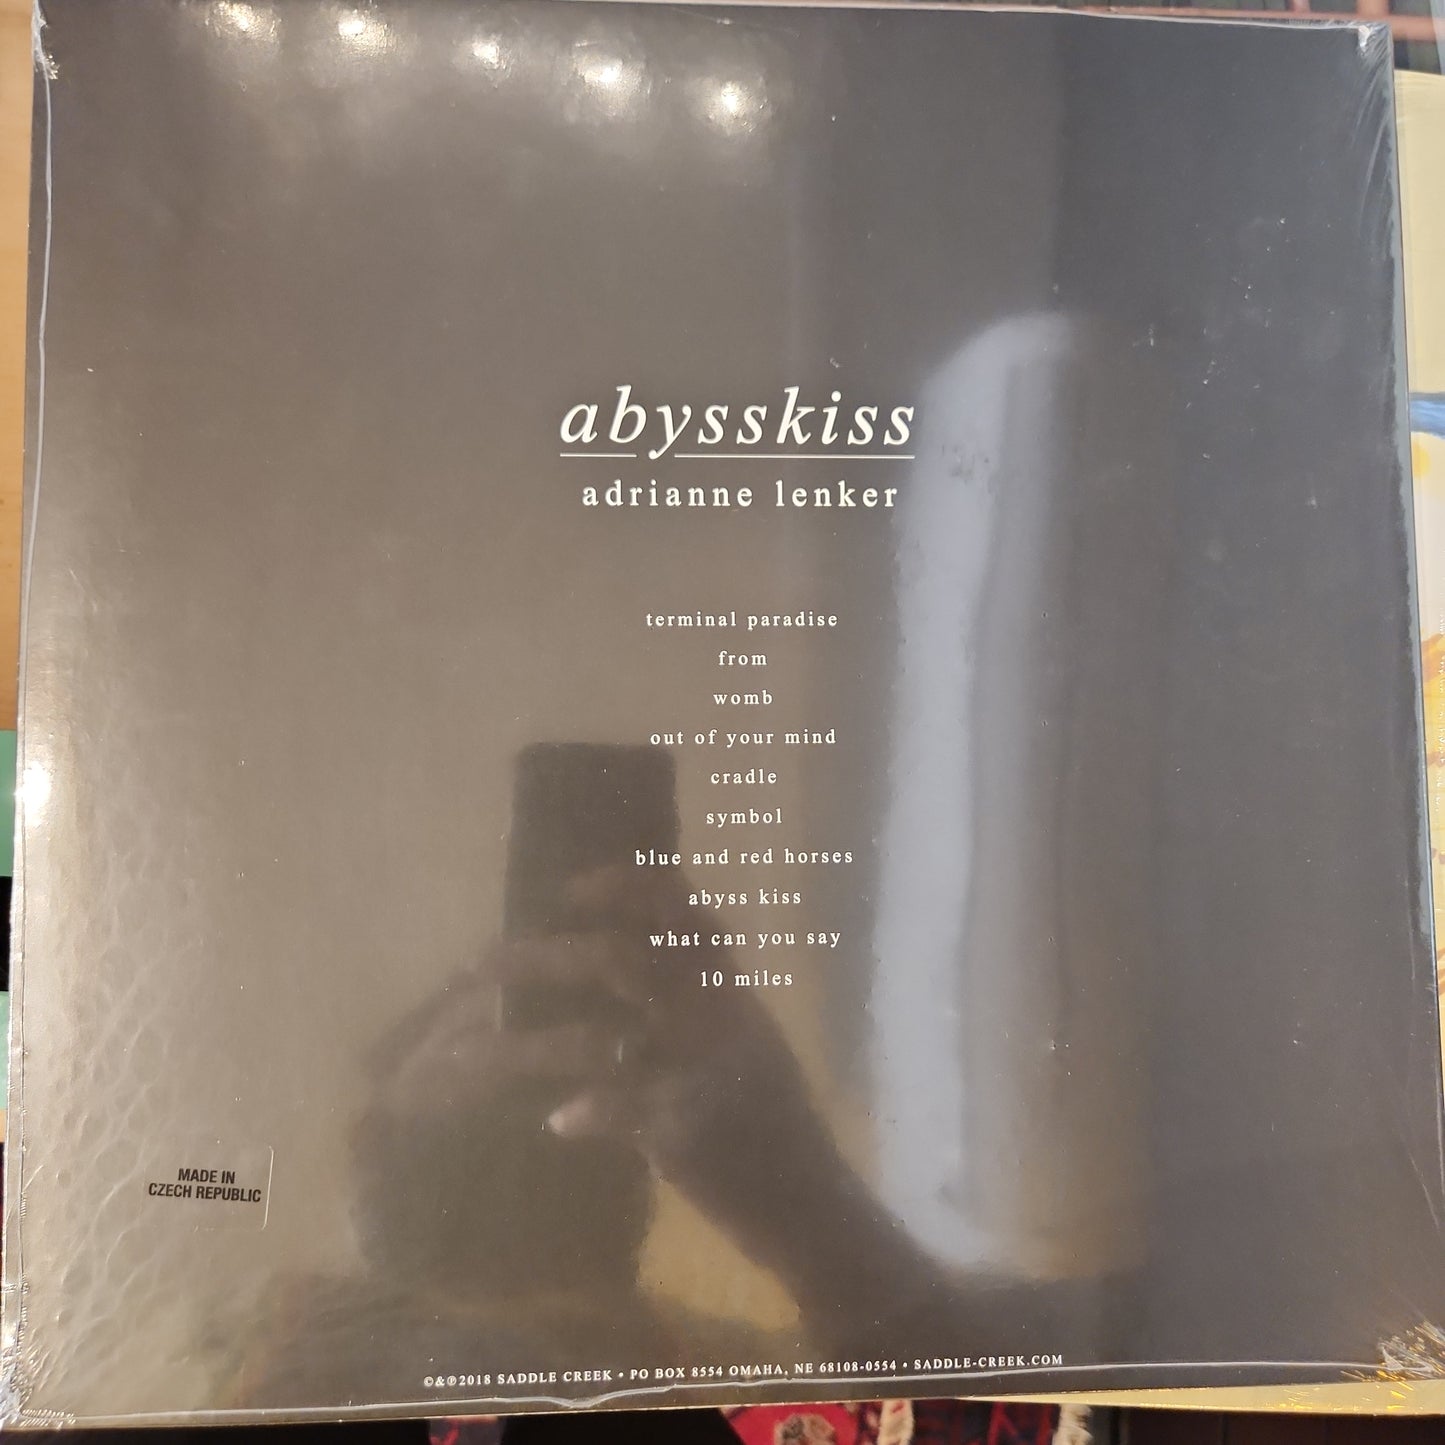 abysskiss
adrianne lenker
terminal paradise
from
womb
out of your mind
cradle
symbol
blue and red horses
abyss kiss
what can you say
10 miles
MADE IN
CZECH REPUBLIC
©&℗2018 SADDLE CREEK • PO BOX 8554 OMAHA, NE 68108-0554 • SADDLE-CREEK.COM